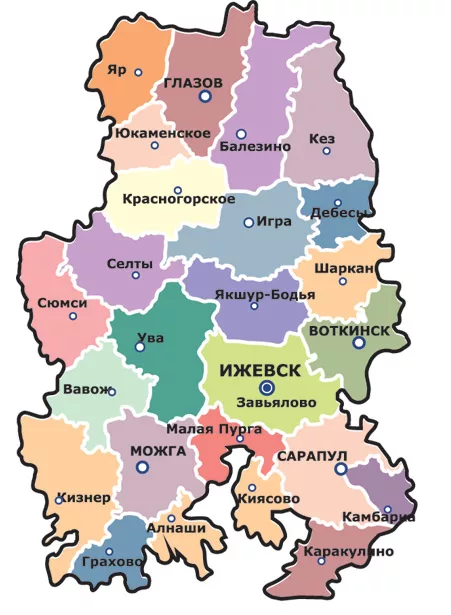 Яр
ГЛАЗОВ
Юкаменское
Балезино
Кез
Красногорское
Игра
Дебесы
Селты
Шаркан
Якшур-Бодья
Сюмси
Ува
ВОТКИНСК
ИЖЕВСК
Вавож
Завьялово
Малая Пурга
МОЖГА
САРАПУЛ
Кизнер
Киясово
Камбарка
Алнаши
Грахово
Каракулино